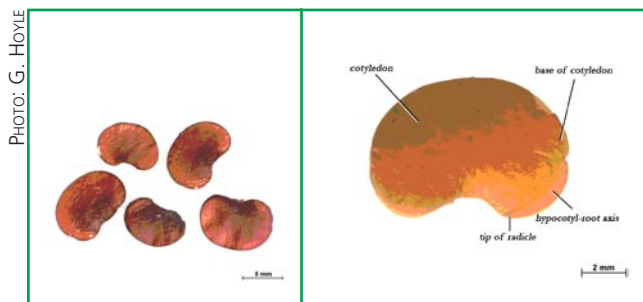 PHOTO: G. HOYLE
cotyledon
base of cotyledon
hypocotyl-root axis
tip of radicle
5 mm
2 mm